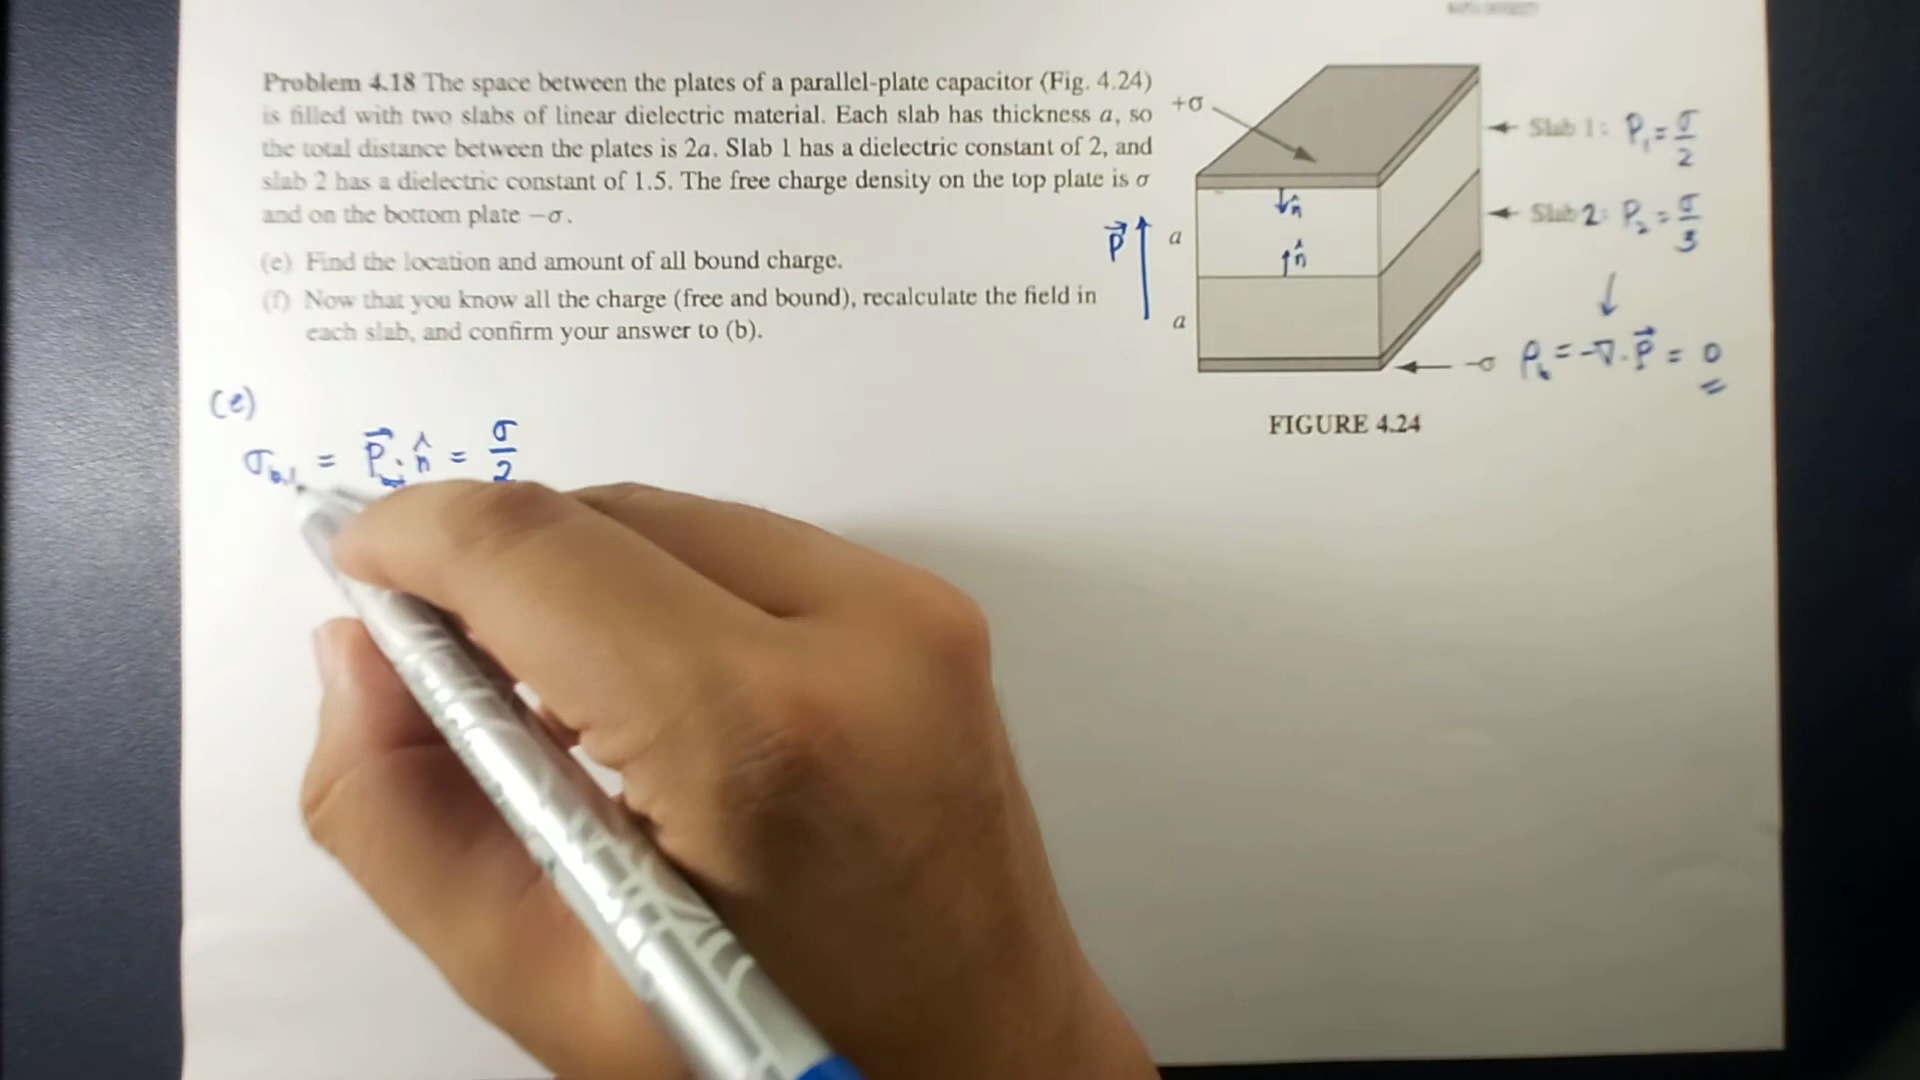 Problem 4.18 The space between the plates of a parallel-plate capacitor (Fig. 4.24)
is filled with two slabs of linear dielectric material. Each slab has thickness a, so
the total distance between the plates is 2a. Slab 1 has a dielectric constant of 2, and
slab 2 has a dielectric constant of 1.5. The free charge density on the top plate is σ
and on the bottom plate −σ.
(e) Find the location and amount of all bound charge.
(f) Now that you know all the charge (free and bound), recalculate the field in
each slab, and confirm your answer to (b).
+σ
Slab 1: P₁ = σ/2
n̂
Slab 2: P₂ = σ/3
P⃗
a
n̂
a
−σ
ρ_b = −∇·P⃗ = 0
FIGURE 4.24
(e)
σ_b,1 = P⃗·n̂ = σ/2